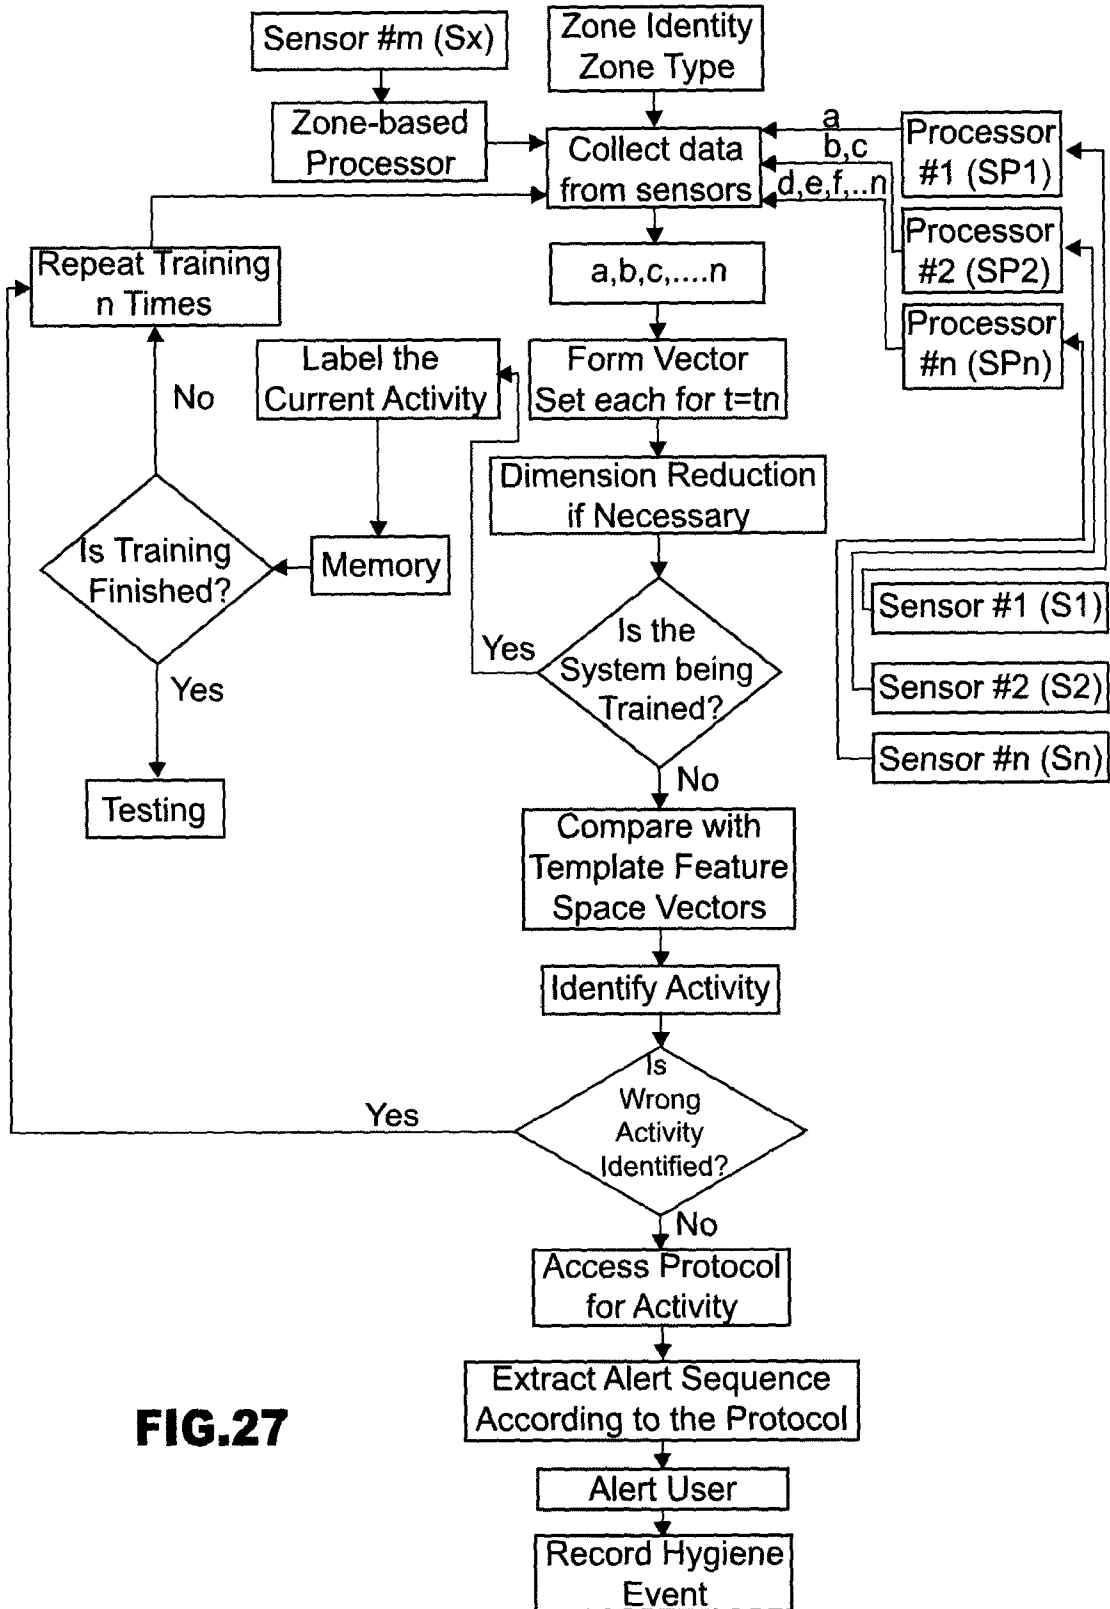 Sensor #m (Sx)
Zone Identity
Zone Type
Zone-based
Processor
Collect data
from sensors
a
b,c
d,e,f,..n
Processor
#1 (SP1)
Processor
#2 (SP2)
Processor
#n (SPn)
Repeat Training
n Times
a,b,c,....n
Label the
Current Activity
Form Vector
Set each for t=tn
No
Dimension Reduction
if Necessary
Is Training
Finished?
Memory
Sensor #1 (S1)
Sensor #2 (S2)
Sensor #n (Sn)
Yes
Is the
System being
Trained?
Yes
Testing
No
Compare with
Template Feature
Space Vectors
Identify Activity
Is
Wrong
Activity
Identified?
Yes
No
Access Protocol
for Activity
Extract Alert Sequence
According to the Protocol
Alert User
Record Hygiene
Event
FIG.27